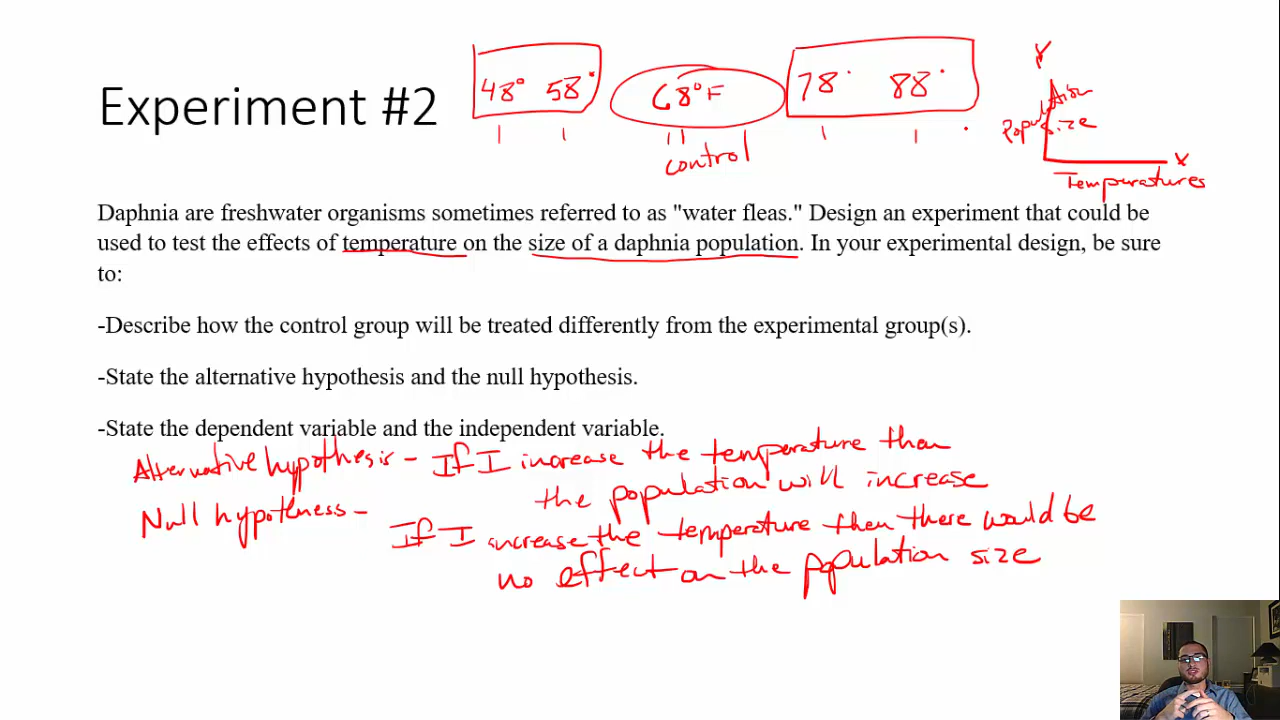 Experiment #2
48° 58° 68°F 78° 88°
control
Y
Population
size
X
Temperatures
Daphnia are freshwater organisms sometimes referred to as "water fleas." Design an experiment that could be
used to test the effects of temperature on the size of a daphnia population. In your experimental design, be sure
to:
-Describe how the control group will be treated differently from the experimental group(s).
-State the alternative hypothesis and the null hypothesis.
-State the dependent variable and the independent variable.
Alternative hypothesis - If I increase the temperature than
the population will increase
Null hypothesis -
If I increase the temperature then there would be
no effect on the population size